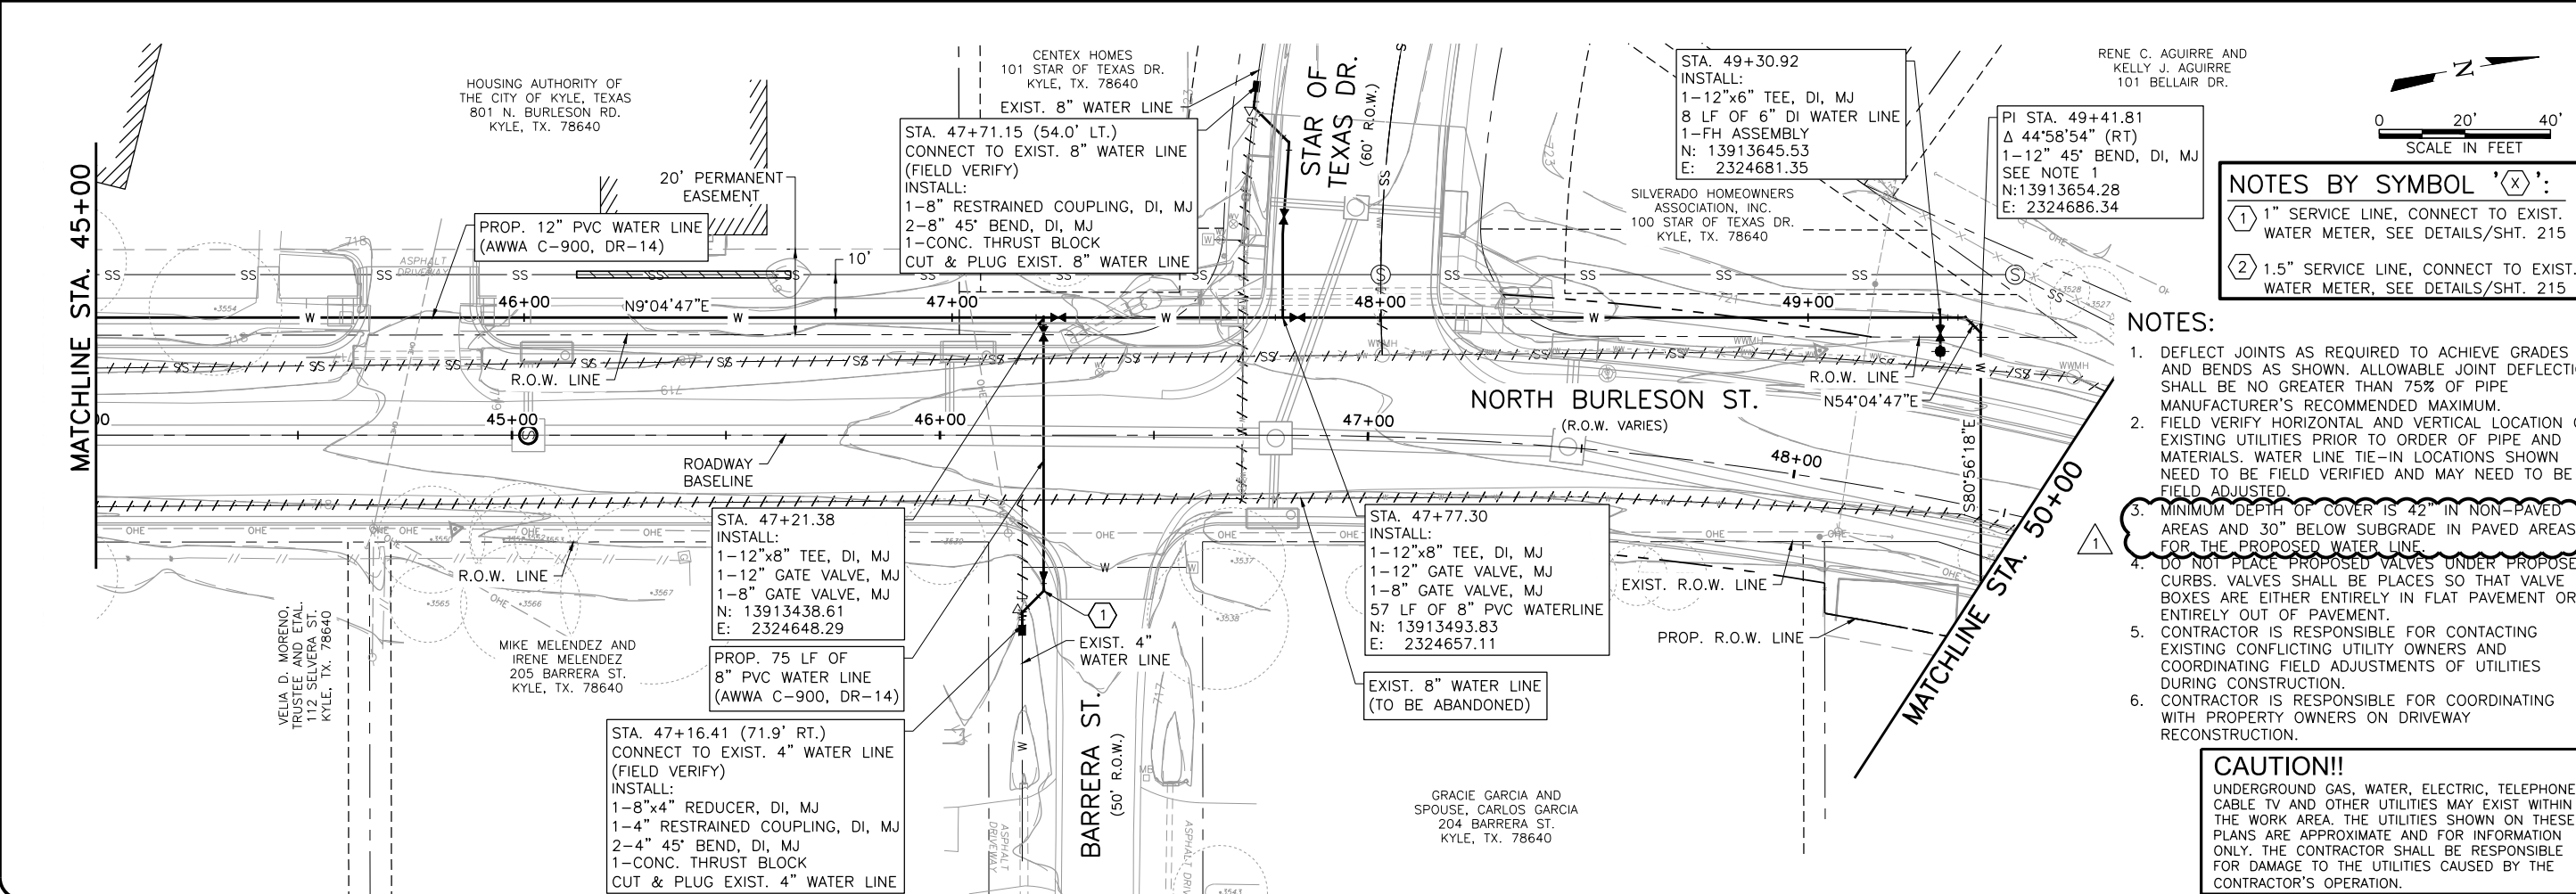 HOUSING AUTHORITY OF
THE CITY OF KYLE, TEXAS
801 N. BURLESON RD.
KYLE, TX. 78640
CENTEX HOMES
101 STAR OF TEXAS DR.
KYLE, TX. 78640
EXIST. 8" WATER LINE
STA. 47+71.15 (54.0' LT.)
CONNECT TO EXIST. 8" WATER LINE
(FIELD VERIFY)
INSTALL:
1-8" RESTRAINED COUPLING, DI, MJ
2-8" 45° BEND, DI, MJ
1-CONC. THRUST BLOCK
CUT & PLUG EXIST. 8" WATER LINE
STAR OF
TEXAS DR.
(60' R.O.W.)
STA. 49+30.92
INSTALL:
1-12"x6" TEE, DI, MJ
8 LF OF 6" DI WATER LINE
1-FH ASSEMBLY
N: 13913645.53
E: 2324681.35
SILVERADO HOMEOWNERS
ASSOCIATION, INC.
100 STAR OF TEXAS DR.
KYLE, TX. 78640
RENE C. AGUIRRE AND
KELLY J. AGUIRRE
101 BELLAIR DR.
PI STA. 49+41.81
Δ 44°58'54" (RT)
1-12" 45° BEND, DI, MJ
SEE NOTE 1
N:13913654.28
E: 2324686.34
N
0 20' 40'
SCALE IN FEET
NOTES BY SYMBOL 'X':
1 1" SERVICE LINE, CONNECT TO EXIST.
WATER METER, SEE DETAILS/SHT. 215
2 1.5" SERVICE LINE, CONNECT TO EXIST.
WATER METER, SEE DETAILS/SHT. 215
MATCHLINE STA. 45+00
20' PERMANENT
EASEMENT
PROP. 12" PVC WATER LINE
(AWWA C-900, DR-14)
10'
ASPHALT
DRIVEWAY
718
723
721
SS SS SS SS SS SS SS SS SS SS SS
46+00 N9°04'47"E 47+00 48+00 49+00
W W W W
R.O.W. LINE
719
45+00 46+00 47+00 48+00
ROADWAY
BASELINE
NORTH BURLESON ST.
(R.O.W. VARIES)
R.O.W. LINE
N54°04'47"E
S80°56'18"E
WWMH
MATCHLINE STA. 50+00
OHE OHE OHE OHE OHE OHE OHE
R.O.W. LINE
VELIA D. MORENO,
TRUSTEE AND ETAL.
112 SELVERA ST.
KYLE, TX. 78640
MIKE MELENDEZ AND
IRENE MELENDEZ
205 BARRERA ST.
KYLE, TX. 78640
STA. 47+21.38
INSTALL:
1-12"x8" TEE, DI, MJ
1-12" GATE VALVE, MJ
1-8" GATE VALVE, MJ
N: 13913438.61
E: 2324648.29
PROP. 75 LF OF
8" PVC WATER LINE
(AWWA C-900, DR-14)
STA. 47+16.41 (71.9' RT.)
CONNECT TO EXIST. 4" WATER LINE
(FIELD VERIFY)
INSTALL:
1-8"x4" REDUCER, DI, MJ
1-4" RESTRAINED COUPLING, DI, MJ
2-4" 45° BEND, DI, MJ
1-CONC. THRUST BLOCK
CUT & PLUG EXIST. 4" WATER LINE
1
EXIST. 4"
WATER LINE
BARRERA ST.
(50' R.O.W.)
ASPHALT
DRIVEWAY
717
STA. 47+77.30
INSTALL:
1-12"x8" TEE, DI, MJ
1-12" GATE VALVE, MJ
1-8" GATE VALVE, MJ
57 LF OF 8" PVC WATERLINE
N: 13913493.83
E: 2324657.11
EXIST. 8" WATER LINE
(TO BE ABANDONED)
EXIST. R.O.W. LINE
PROP. R.O.W. LINE
GRACIE GARCIA AND
SPOUSE, CARLOS GARCIA
204 BARRERA ST.
KYLE, TX. 78640
NOTES:
1. DEFLECT JOINTS AS REQUIRED TO ACHIEVE GRADES
AND BENDS AS SHOWN. ALLOWABLE JOINT
SHALL BE NO GREATER THAN 75% OF PIPE
MANUFACTURER'S RECOMMENDED MAXIMUM.
2. FIELD VERIFY HORIZONTAL AND VERTICAL LOCATION
EXISTING UTILITIES PRIOR TO ORDER OF PIPE AND
MATERIALS. WATER LINE TIE-IN LOCATIONS SHOWN
NEED TO BE FIELD VERIFIED AND MAY NEED TO BE
FIELD ADJUSTED.
3. MINIMUM DEPTH OF COVER IS 42" IN NON-PAVED
AREAS AND 30" BELOW SUBGRADE IN PAVED AREAS
FOR THE PROPOSED WATER LINE.
1
4. DO NOT PLACE PROPOSED VALVES UNDER PROPOSE
CURBS. VALVES SHALL BE PLACES SO THAT VALVE
BOXES ARE EITHER ENTIRELY IN FLAT PAVEMENT OR
ENTIRELY OUT OF PAVEMENT.
5. CONTRACTOR IS RESPONSIBLE FOR CONTACTING
EXISTING CONFLICTING UTILITY OWNERS AND
COORDINATING FIELD ADJUSTMENTS OF UTILITIES
DURING CONSTRUCTION.
6. CONTRACTOR IS RESPONSIBLE FOR COORDINATING
WITH PROPERTY OWNERS ON DRIVEWAY
RECONSTRUCTION.
CAUTION!!
UNDERGROUND GAS, WATER, ELECTRIC, TELEPHONE
CABLE TV AND OTHER UTILITIES MAY EXIST WITHIN
THE WORK AREA. THE UTILITIES SHOWN ON THESE
PLANS ARE APPROXIMATE AND FOR INFORMATION
ONLY. THE CONTRACTOR SHALL BE RESPONSIBLE
FOR DAMAGE TO THE UTILITIES CAUSED BY THE
CONTRACTOR'S OPERATION.